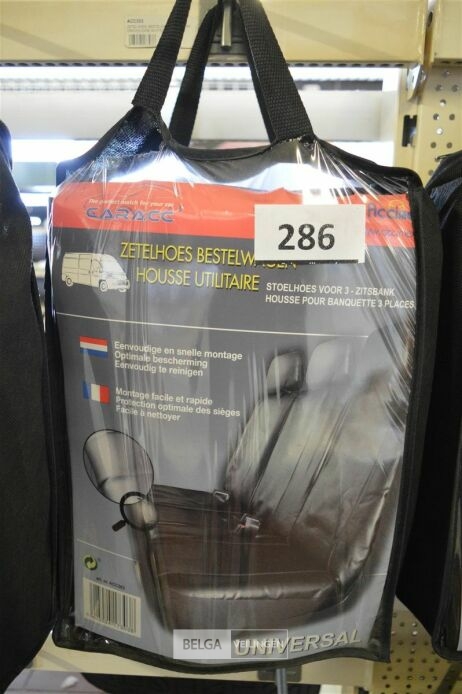 ACC303
The perfect match for your car
CARACC
286
ZETELHOES BESTELWAGEN
HOUSSE UTILITAIRE
STOELHOES VOOR 3 - ZITSBANK
HOUSSE POUR BANQUETTE 3 PLACES
Eenvoudige en snelle montage
Optimale bescherming
Eenvoudig te reinigen
Montage facile et rapide
Protection optimale des sièges
Facile à nettoyer
BELGA VEILINGEN
UNIVERSAL